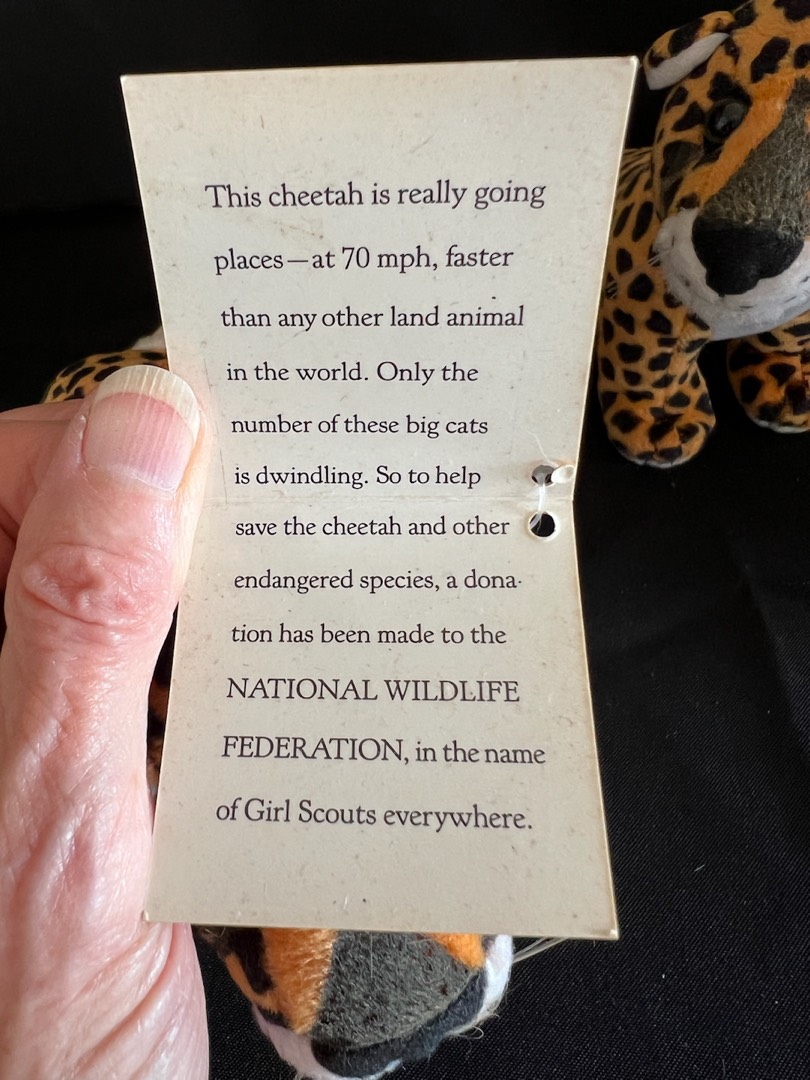 This cheetah is really going
places—at 70 mph, faster
than any other land animal
in the world. Only the
number of these big cats
is dwindling. So to help
save the cheetah and other
endangered species, a dona-
tion has been made to the
NATIONAL WILDLIFE
FEDERATION, in the name
of Girl Scouts everywhere.